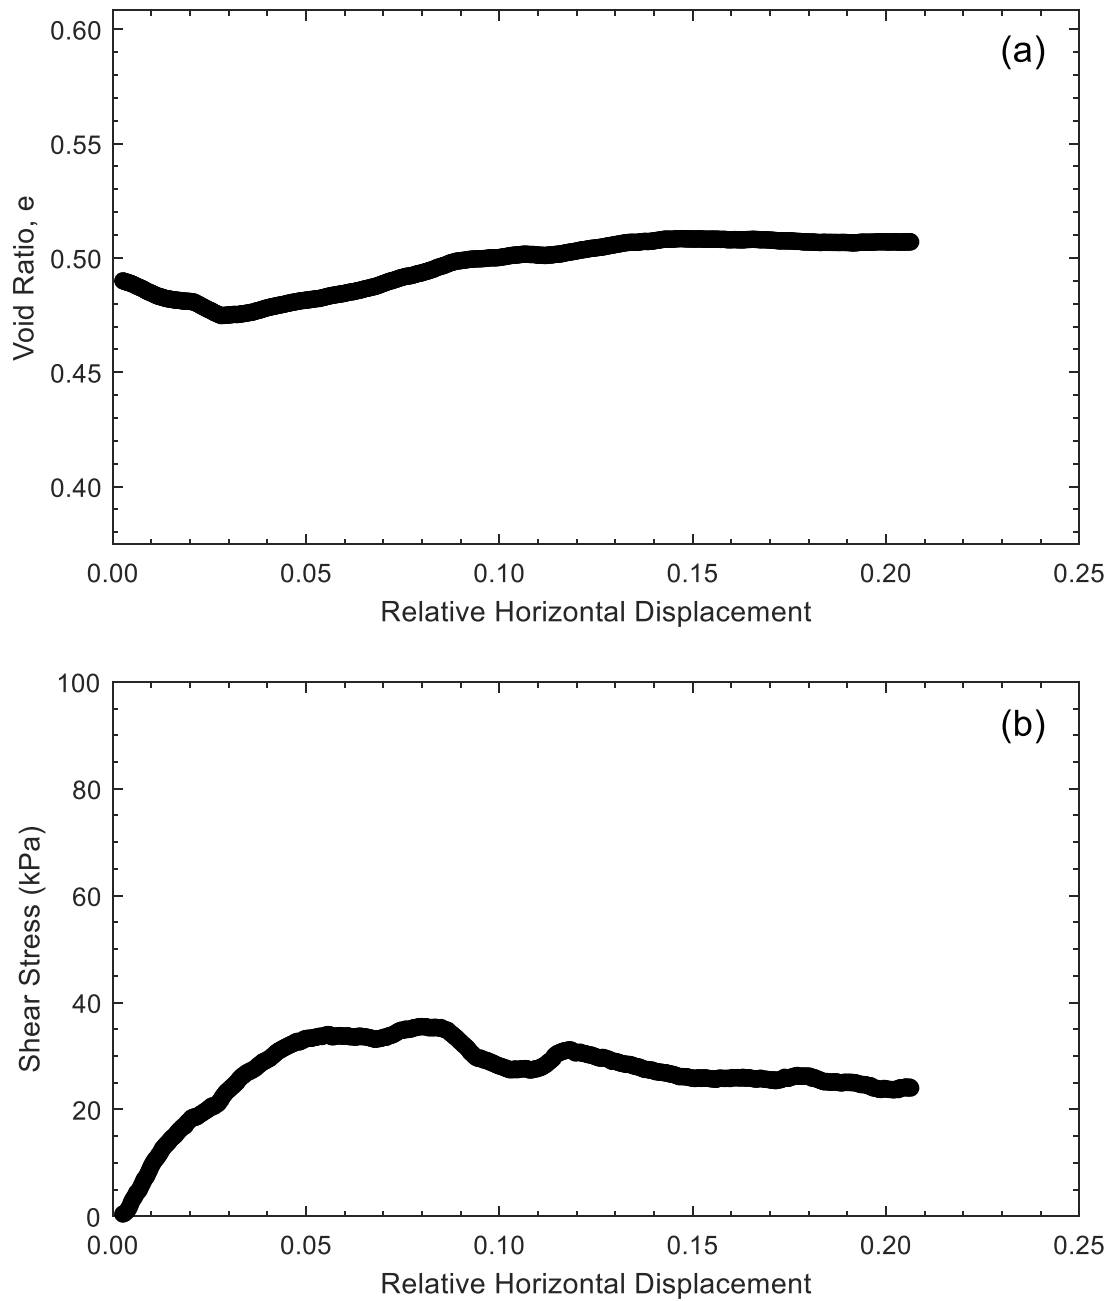 (a)
0.60
0.55
0.50
0.45
0.40
Void Ratio, e
0.00 0.05 0.10 0.15 0.20 0.25
Relative Horizontal Displacement
(b)
100
80
60
40
20
0
Shear Stress (kPa)
0.00 0.05 0.10 0.15 0.20 0.25
Relative Horizontal Displacement